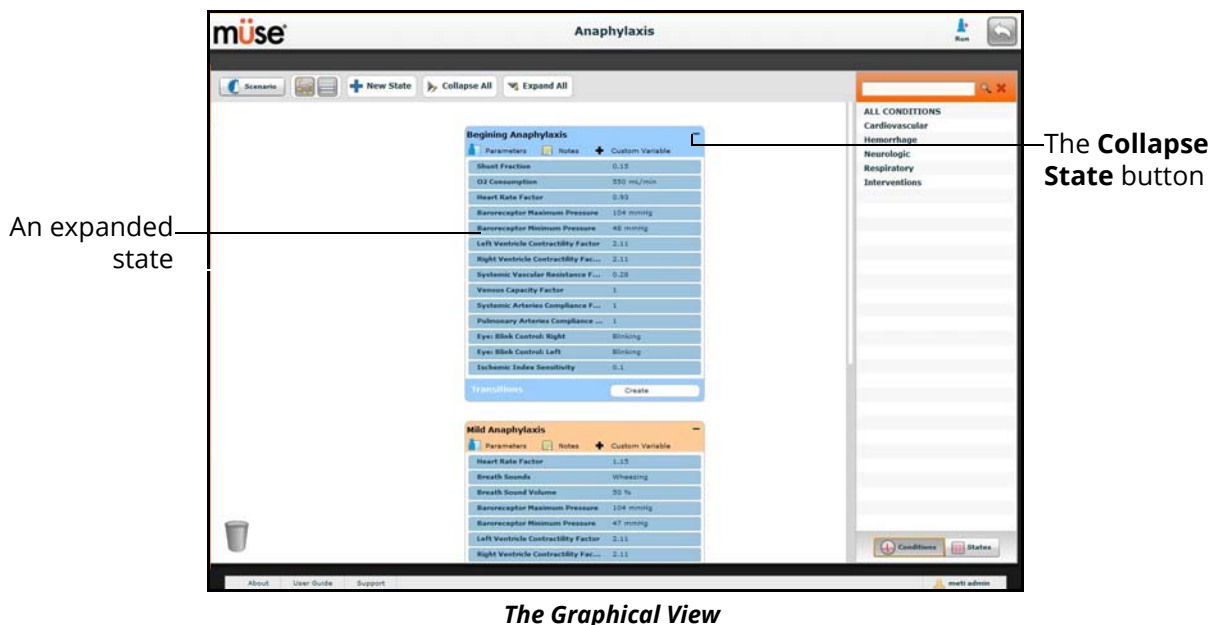 müse
Anaphylaxis
Run
Scenario
New State
Collapse All
Expand All
ALL CONDITIONS
Cardiovascular
Hemorrhage
Neurologic
Respiratory
Interventions
The Collapse
State button
An expanded
state
Begining Anaphylaxis
Parameters Notes Custom Variable
Shunt Fraction 0.15
O2 Consumption 550 mL/min
Heart Rate Factor 0.93
Baroreceptor Maximum Pressure 104 mmHg
Baroreceptor Minimum Pressure 48 mmHg
Left Ventricle Contractility Factor 2.11
Right Ventricle Contractility Fac... 2.11
Systemic Vascular Resistance F... 0.28
Venous Capacity Factor 1
Systemic Arteries Compliance F... 1
Pulmonary Arteries Compliance ... 1
Eye: Blink Control: Right Blinking
Eye: Blink Control: Left Blinking
Ischemic Index Sensitivity 0.1
Transitions Create
Mild Anaphylaxis
Parameters Notes Custom Variable
Heart Rate Factor 1.15
Breath Sounds Wheezing
Breath Sound Volume 50 %
Baroreceptor Maximum Pressure 104 mmHg
Baroreceptor Minimum Pressure 47 mmHg
Left Ventricle Contractility Factor 2.11
Right Ventricle Contractility Fac... 2.11
Conditions States
About User Guide Support
meti admin
The Graphical View